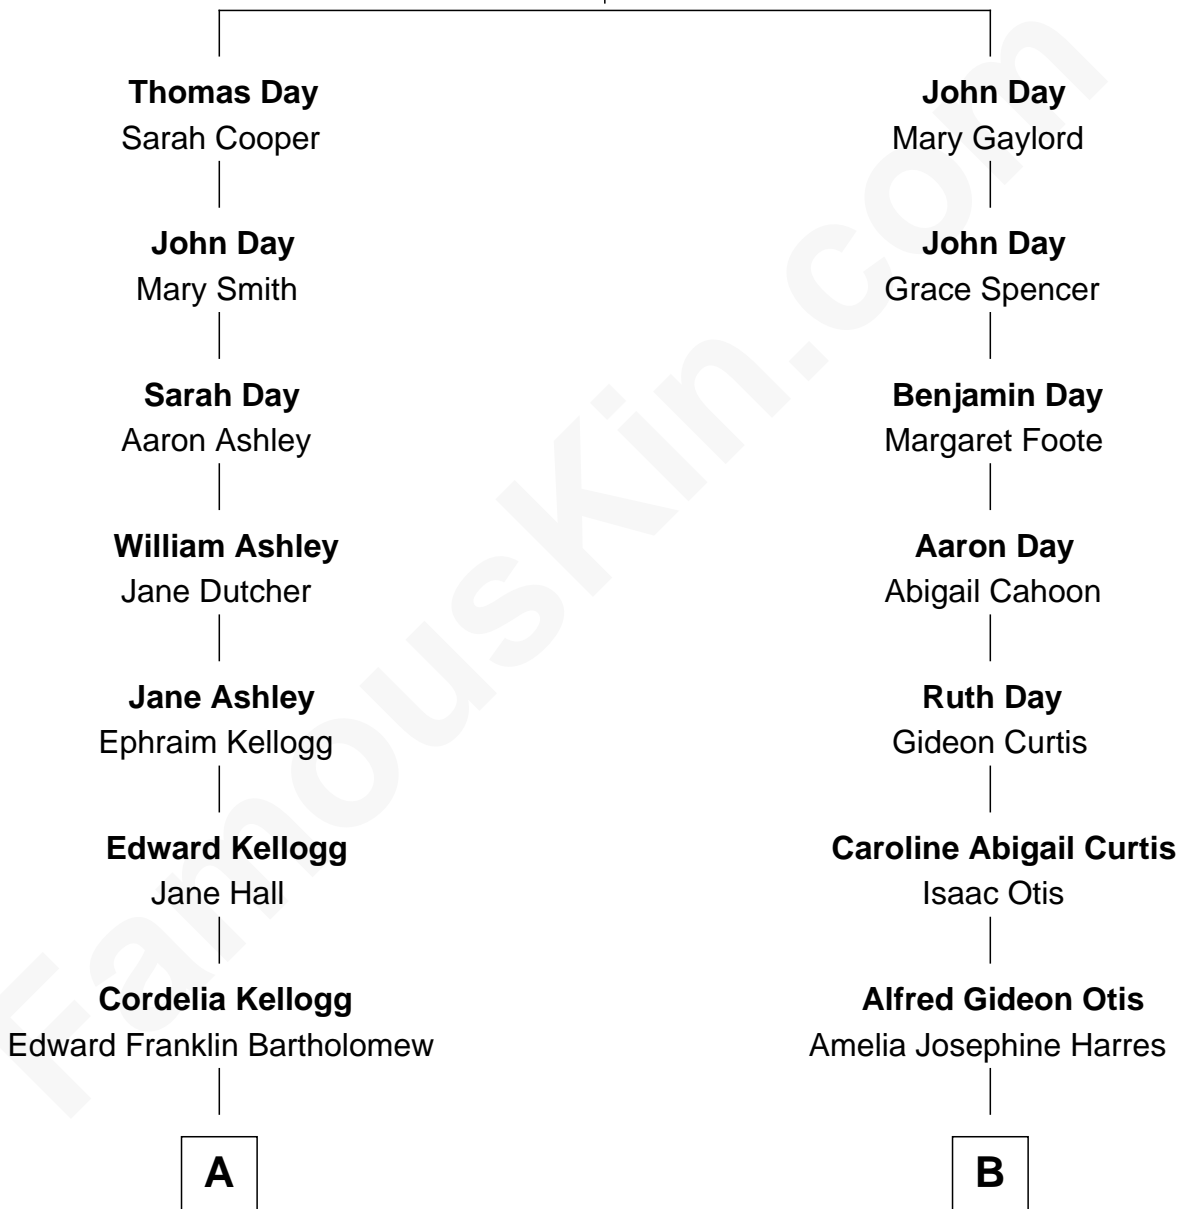 Thomas Day
Sarah Cooper
John Day
Mary Smith
Sarah Day
Aaron Ashley
William Ashley
Jane Dutcher
Jane Ashley
Ephraim Kellogg
Edward Kellogg
Jane Hall
Cordelia Kellogg
Edward Franklin Bartholomew
A
John Day
Mary Gaylord
John Day
Grace Spencer
Benjamin Day
Margaret Foote
Aaron Day
Abigail Cahoon
Ruth Day
Gideon Curtis
Caroline Abigail Curtis
Isaac Otis
Alfred Gideon Otis
Amelia Josephine Harres
B
FamousKin.com